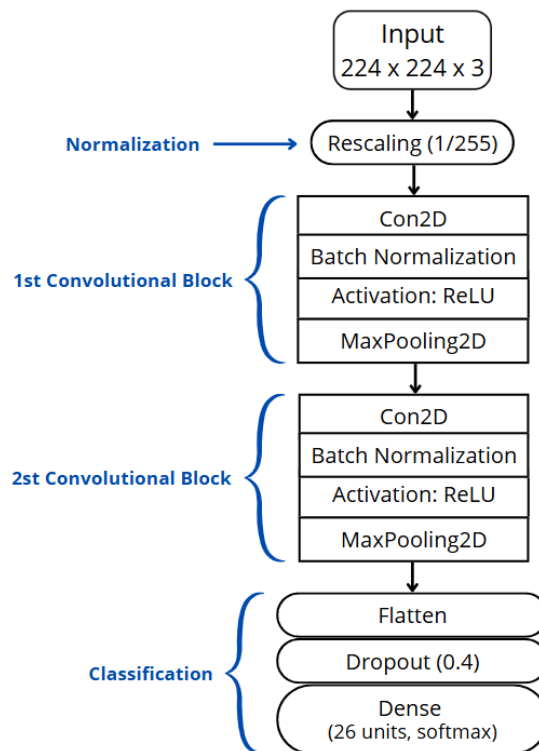 Input
224 x 224 x 3
Normalization
Rescaling (1/255)
1st Convolutional Block
Con2D
Batch Normalization
Activation: ReLU
MaxPooling2D
2st Convolutional Block
Con2D
Batch Normalization
Activation: ReLU
MaxPooling2D
Classification
Flatten
Dropout (0.4)
Dense
(26 units, softmax)